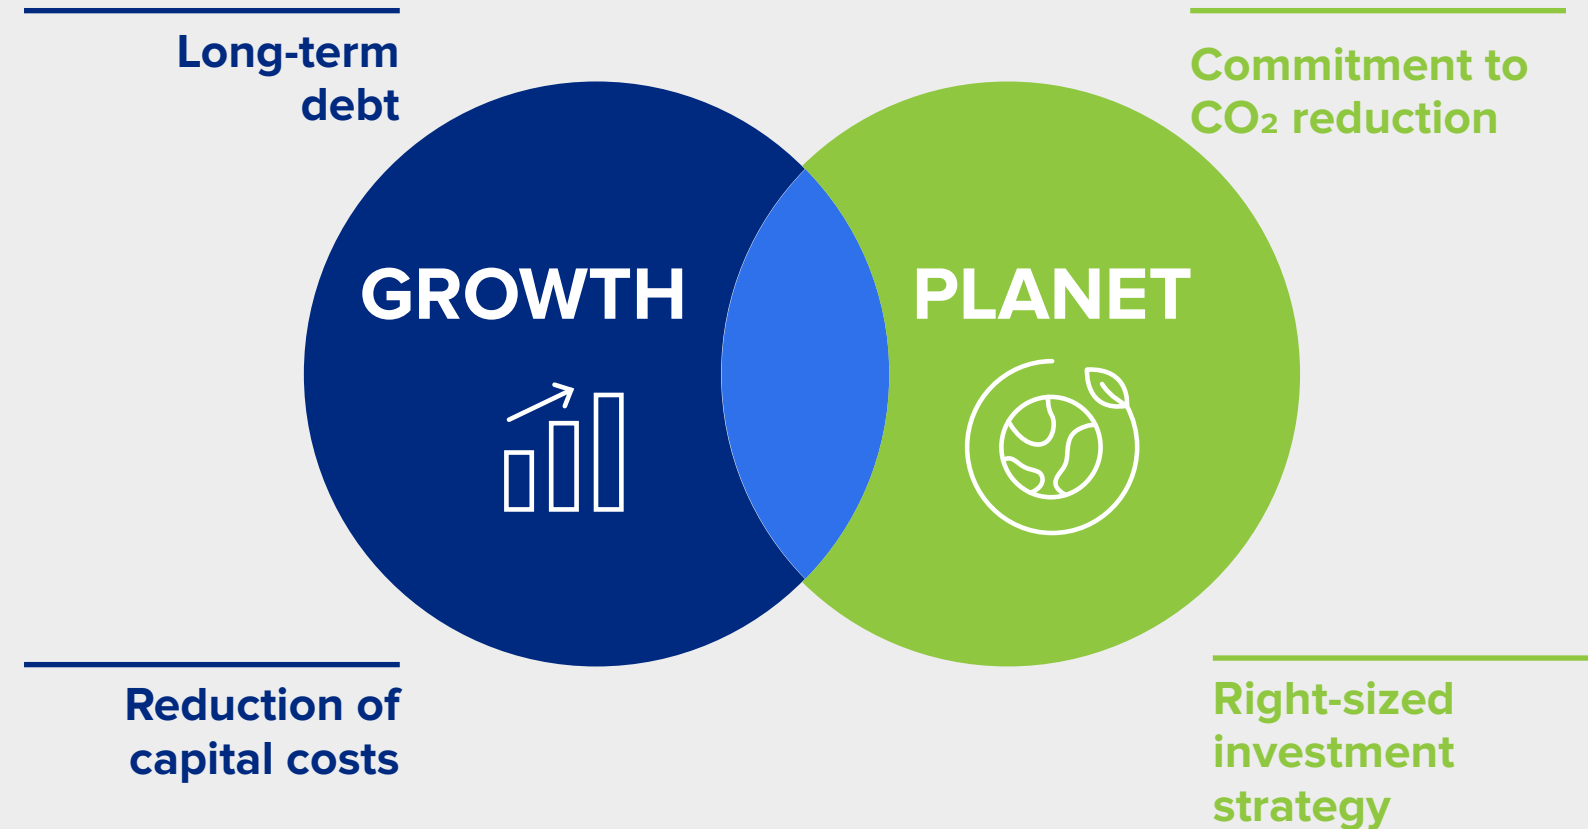 Long-term
debt
Commitment to
CO₂ reduction
GROWTH
PLANET
Reduction of
capital costs
Right-sized
investment
strategy